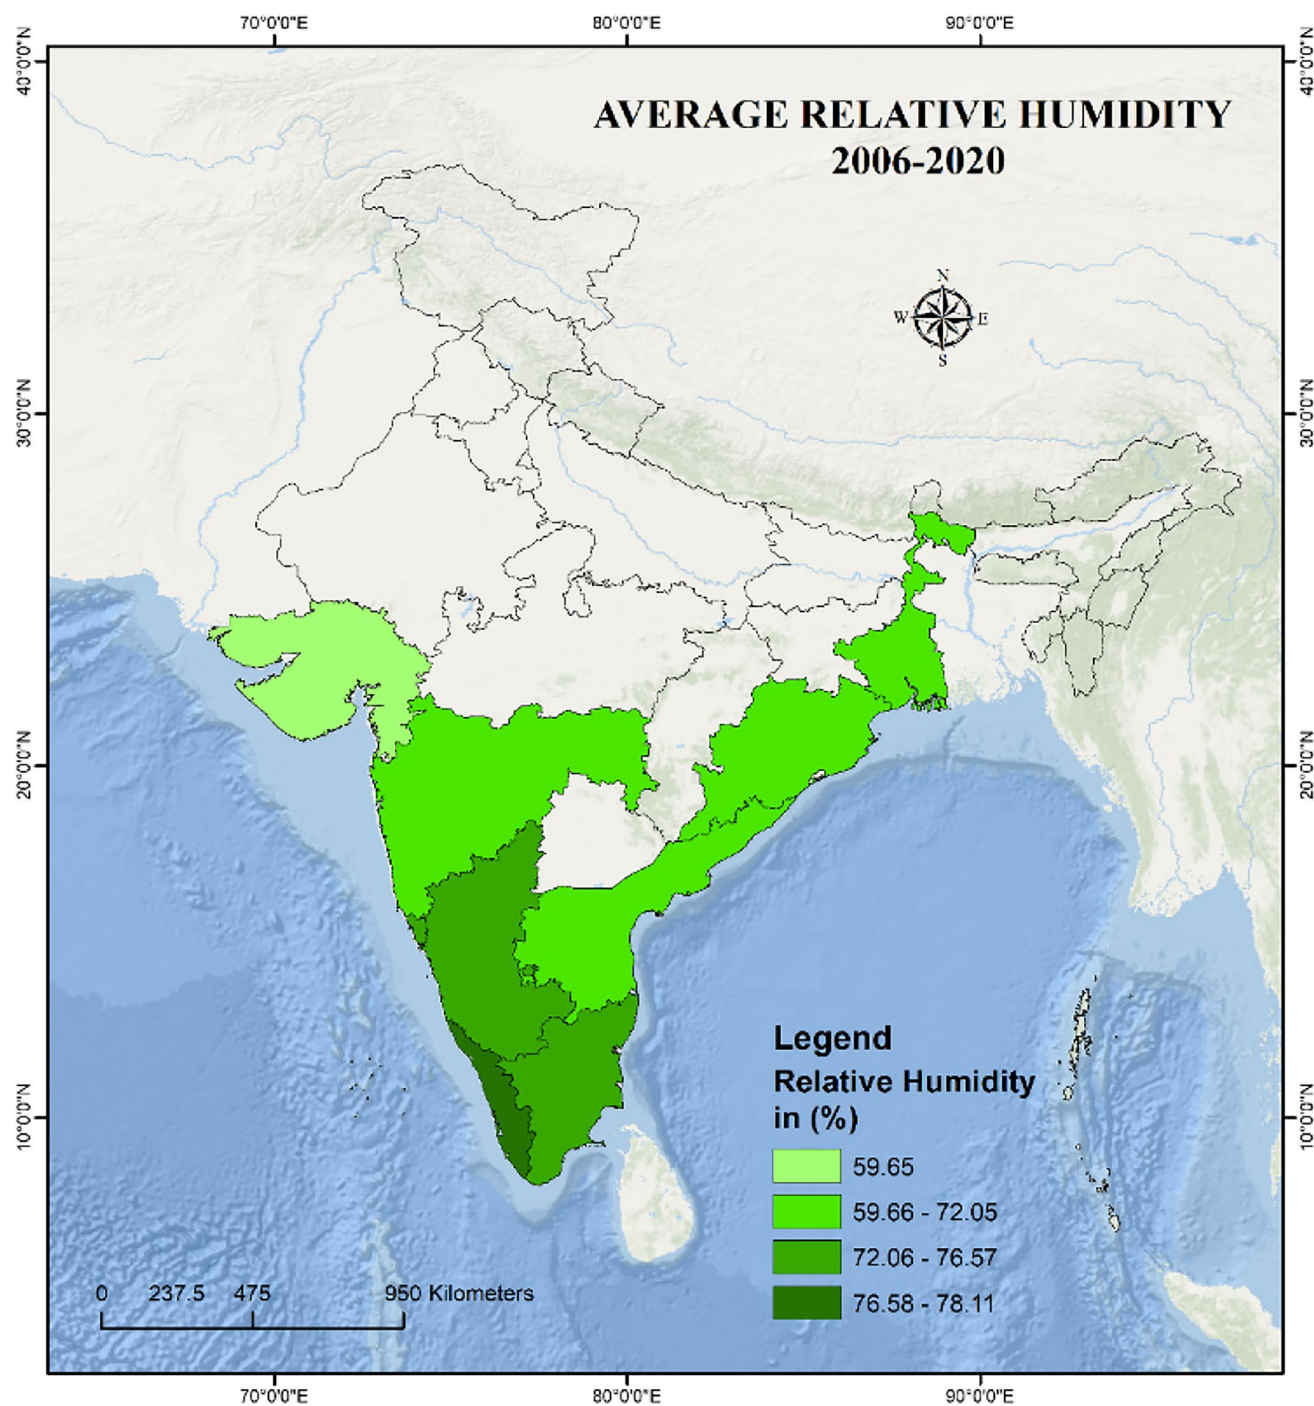 70°0'0"E 80°0'0"E 90°0'0"E
40°0'0"N 40°0'0"N
AVERAGE RELATIVE HUMIDITY
2006-2020
N
W E
S
30°0'0"N 30°0'0"N
20°0'0"N 20°0'0"N
10°0'0"N 10°0'0"N
Legend
Relative Humidity
in (%)
59.65
59.66 - 72.05
72.06 - 76.57
76.58 - 78.11
0 237.5 475 950 Kilometers
70°0'0"E 80°0'0"E 90°0'0"E